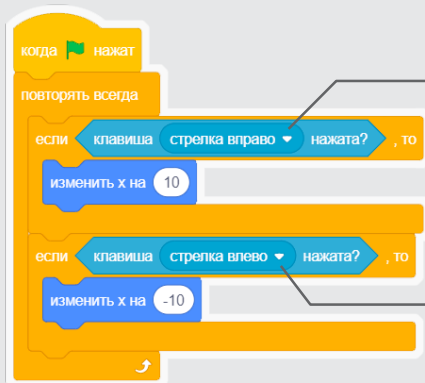 когда нажат
повторять всегда
если клавиша стрелка вправо нажата? , то
изменить x на 10
если клавиша стрелка влево нажата? , то
изменить x на -10